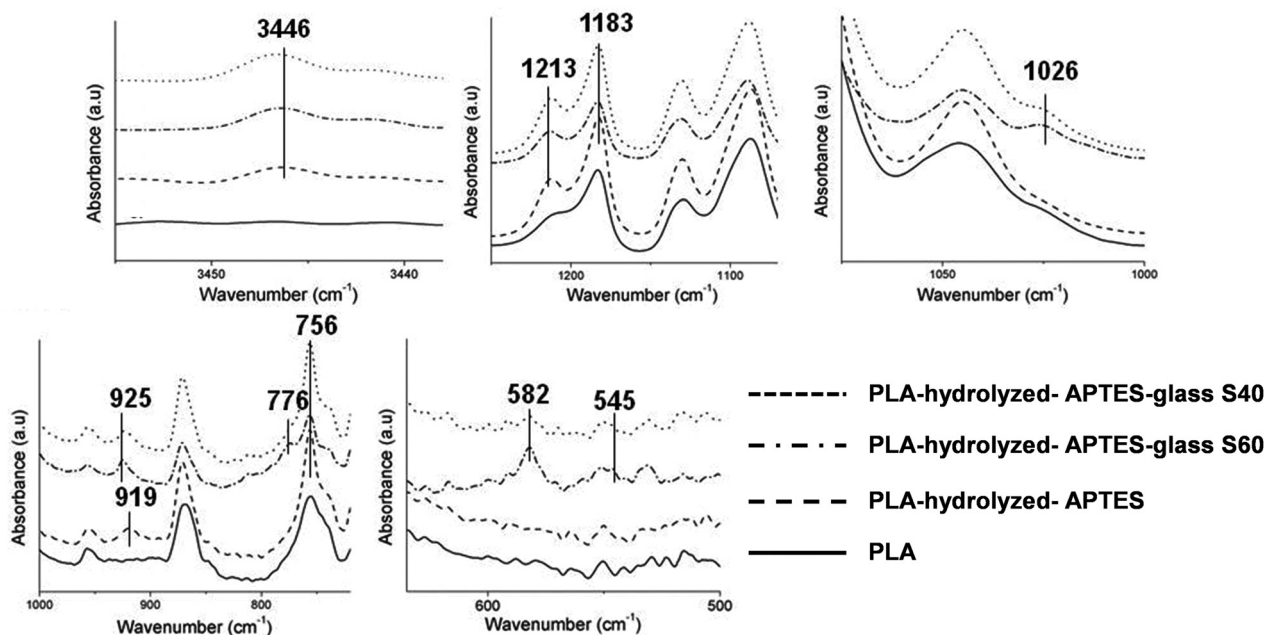 3446
Absorbance (a.u)
3450 3440
Wavenumber (cm-1)
1183
1213
Absorbance (a.u)
1200 1100
Wavenumber (cm-1)
1026
Absorbance (a.u)
1050 1000
Wavenumber (cm-1)
756
925
776
919
Absorbance (a.u)
1000 900 800
Wavenumber (cm-1)
582 545
Absorbance (a.u)
600 500
Wavenumber (cm-1)
PLA-hydrolyzed- APTES-glass S40
PLA-hydrolyzed- APTES-glass S60
PLA-hydrolyzed- APTES
PLA